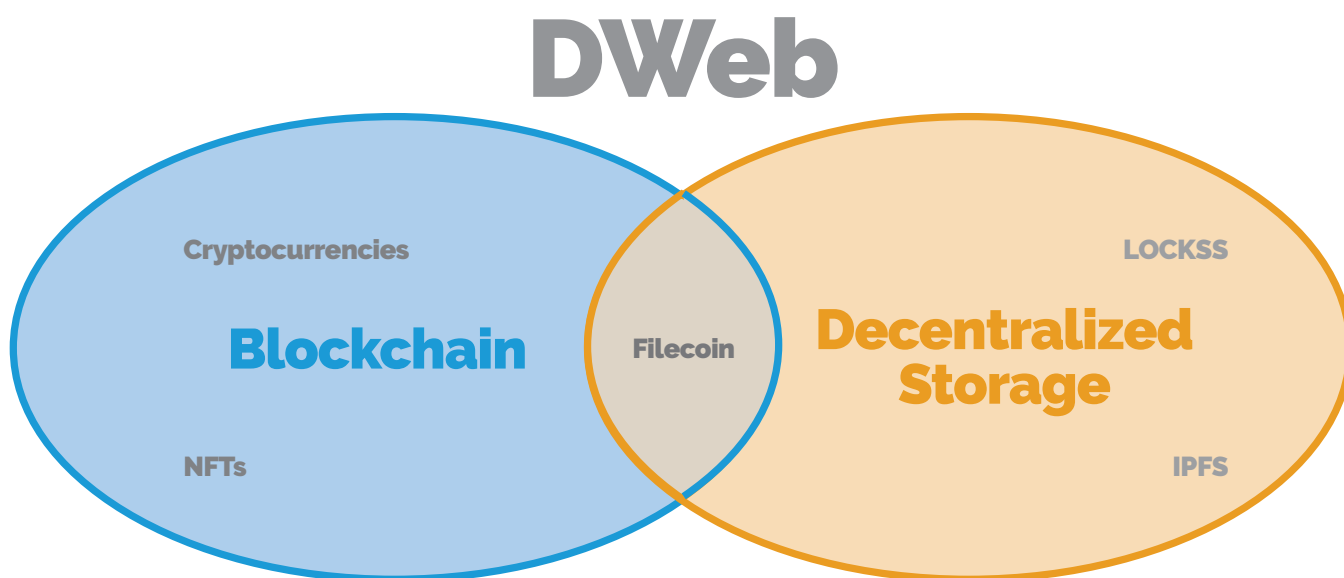 DWeb
Cryptocurrencies
LOCKSS
Blockchain
Filecoin
Decentralized
Storage
NFTs
IPFS